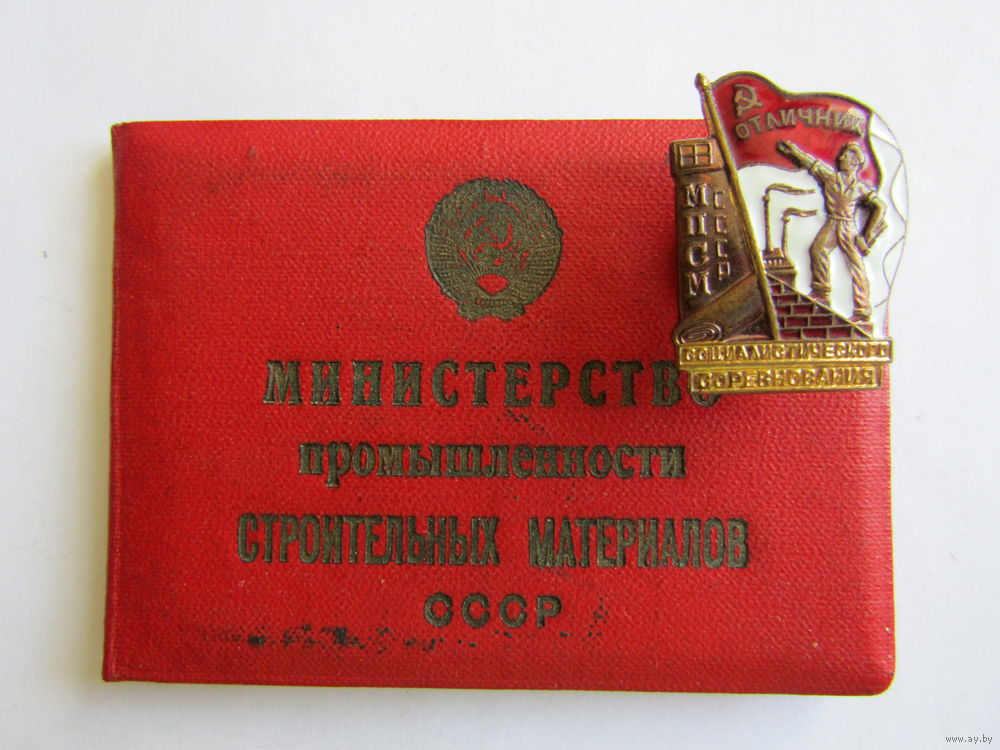 МИНИСТЕРСТВО
промышленности
СТРОИТЕЛЬНЫХ МАТЕРИАЛОВ
СССР
ОТЛИЧНИК
МПСМ
СССР
СОЦИАЛИСТИЧЕСКОГО
СОРЕВНОВАНИЯ
www.ay.by